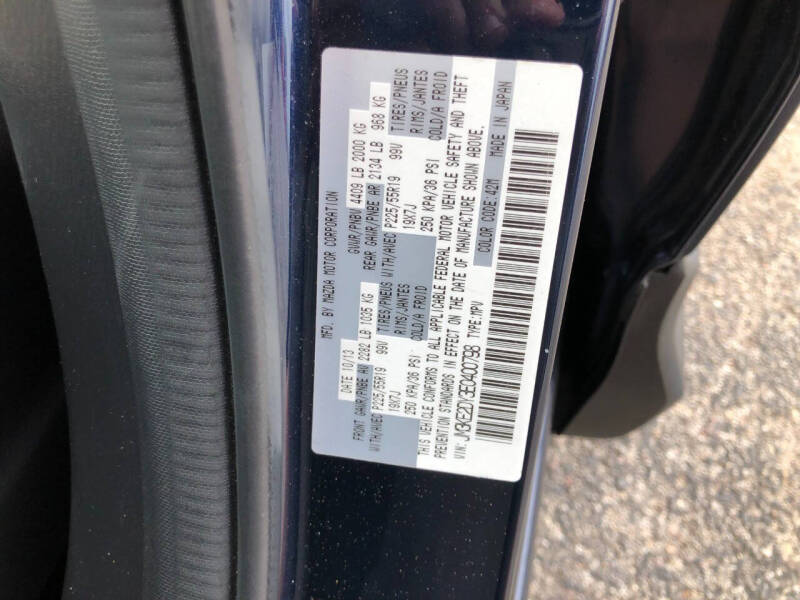 MFD. BY MAZDA MOTOR CORPORATION
DATE 10/13 GVWR/PNBV 4409 LB 2000 KG
FRONT GAWR/PNBE AV 2282 LB 1035 KG REAR GAWR/PNBE AR 2134 LB 968 KG
WITH/AVEC P225/55R19 99V TIRES/PNEUS WITH/AVEC P225/55R19 99V TIRES/PNEUS
19X7J RIMS/JANTES 19X7J RIMS/JANTES
250 KPA/36 PSI COLD/A FROID 250 KPA/36 PSI COLD/A FROID
THIS VEHICLE CONFORMS TO ALL APPLICABLE FEDERAL MOTOR VEHICLE SAFETY AND THEFT
PREVENTION STANDARDS IN EFFECT ON THE DATE OF MANUFACTURE SHOWN ABOVE.
VIN: JM3KE2DY3E0400798 TYPE:MPV COLOR CODE:42M MADE IN JAPAN